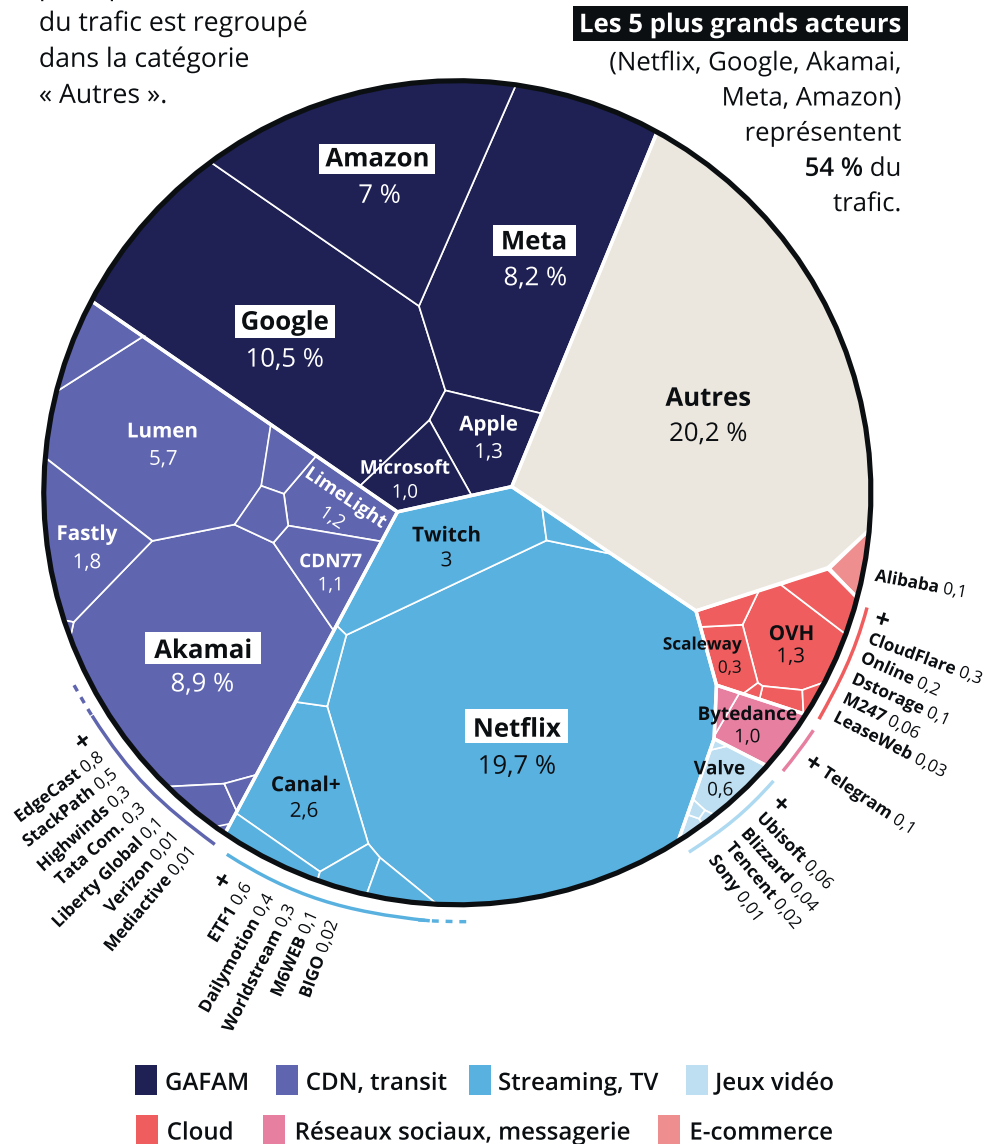 du trafic est regroupé
dans la catégorie
« Autres ».
Les 5 plus grands acteurs
(Netflix, Google, Akamai,
Meta, Amazon)
représentent
54 % du
trafic.
Amazon
7 %
Meta
8,2 %
Google
10,5 %
Autres
20,2 %
Apple
1,3
Microsoft
1,0
Lumen
5,7
LimeLight
1,2
Fastly
1,8
CDN77
1,1
Akamai
8,9 %
Twitch
3
Netflix
19,7 %
Canal+
2,6
Scaleway
0,3
OVH
1,3
Bytedance
1,0
Valve
0,6
Alibaba 0,1
+
CloudFlare 0,3
Online 0,2
Dstorage 0,1
M247 0,06
LeaseWeb 0,03
+ Telegram 0,1
+
Ubisoft 0,06
Blizzard 0,04
Tencent 0,02
Sony 0,01
+
EdgeCast 0,8
StackPath 0,5
Highwinds 0,3
Tata Com. 0,3
Liberty Global 0,1
Verizon 0,01
Mediactive 0,01
+
ETF1 0,6
Dailymotion 0,4
Worldstream 0,3
M6WEB 0,1
BIGO 0,02
GAFAM
CDN, transit
Streaming, TV
Jeux vidéo
Cloud
Réseaux sociaux, messagerie
E-commerce